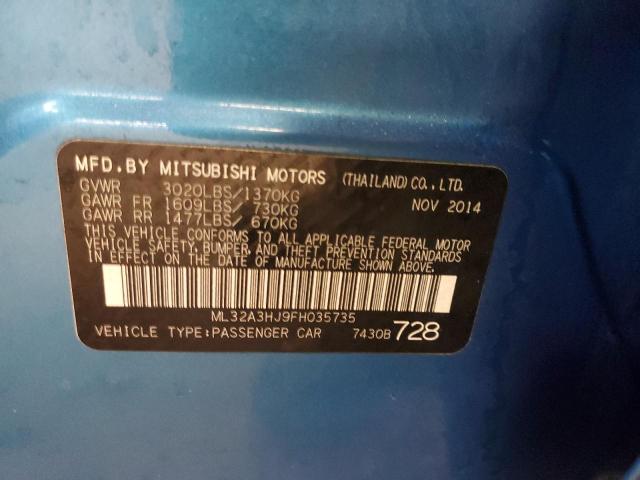 MFD.BY MITSUBISHI MOTORS (THAILAND)CO.,LTD.
GVWR 3020LBS/1370KG NOV 2014
GAWR FR 1609LBS/ 730KG
GAWR RR 1477LBS/ 670KG
THIS VEHICLE CONFORMS TO ALL APPLICABLE FEDERAL MOTOR
VEHICLE SAFETY, BUMPER, AND THEFT PREVENTION STANDARDS
IN EFFECT ON THE DATE OF MANUFACTURE SHOWN ABOVE.
ML32A3HJ9FH035735
VEHICLE TYPE:PASSENGER CAR 7430B 728